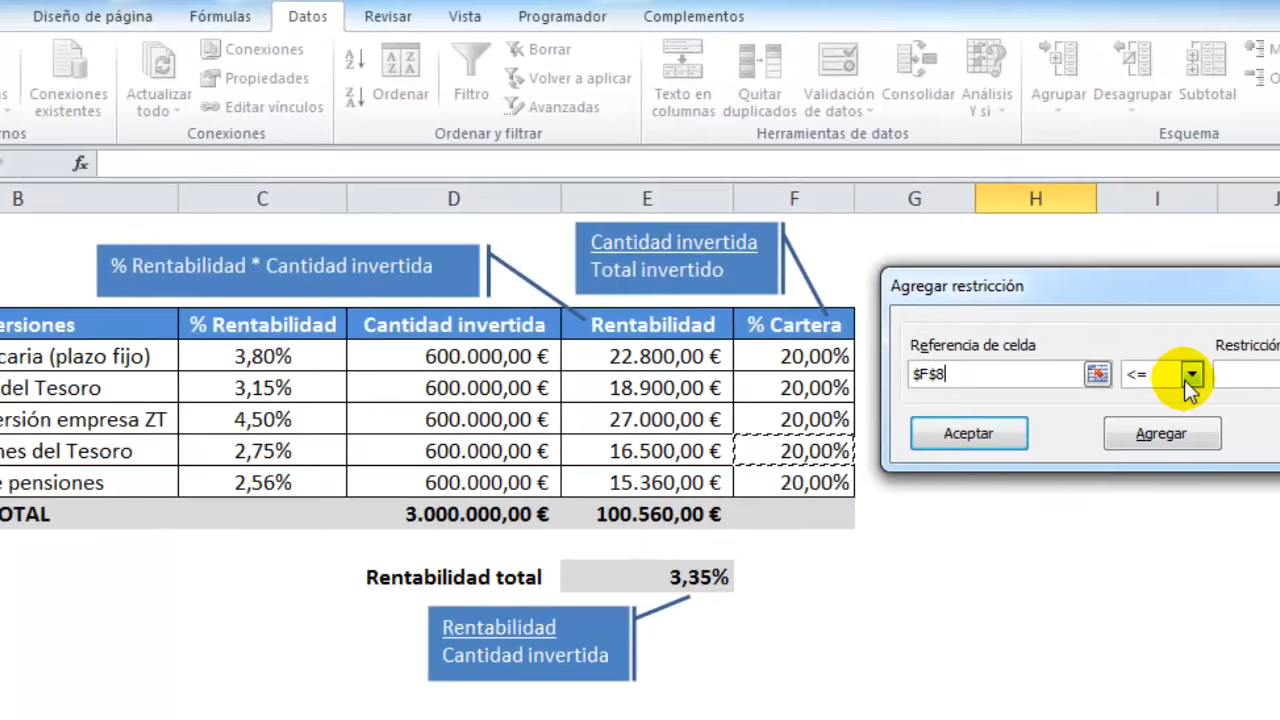 Diseño de página Fórmulas Datos Revisar Vista Programador Complementos
Conexiones existentes
Actualizar todo
Conexiones
Propiedades
Editar vínculos
Conexiones
Ordenar
Filtro
Borrar
Volver a aplicar
Avanzadas
Ordenar y filtrar
Texto en columnas
Quitar duplicados
Validación de datos
Consolidar
Análisis Y si
Herramientas de datos
Agrupar
Desagrupar
Subtotal
Esquema
fx
B C D E F G H I J
% Rentabilidad * Cantidad invertida
Cantidad invertida
Total invertido
ersiones % Rentabilidad Cantidad invertida Rentabilidad % Cartera
caria (plazo fijo) 3,80% 600.000,00 € 22.800,00 € 20,00%
del Tesoro 3,15% 600.000,00 € 18.900,00 € 20,00%
ersión empresa ZT 4,50% 600.000,00 € 27.000,00 € 20,00%
nes del Tesoro 2,75% 600.000,00 € 16.500,00 € 20,00%
e pensiones 2,56% 600.000,00 € 15.360,00 € 20,00%
OTAL 3.000.000,00 € 100.560,00 €
Rentabilidad total 3,35%
Rentabilidad
Cantidad invertida
Agregar restricción
Referencia de celda Restricción
$F$8 <=
Aceptar Agregar